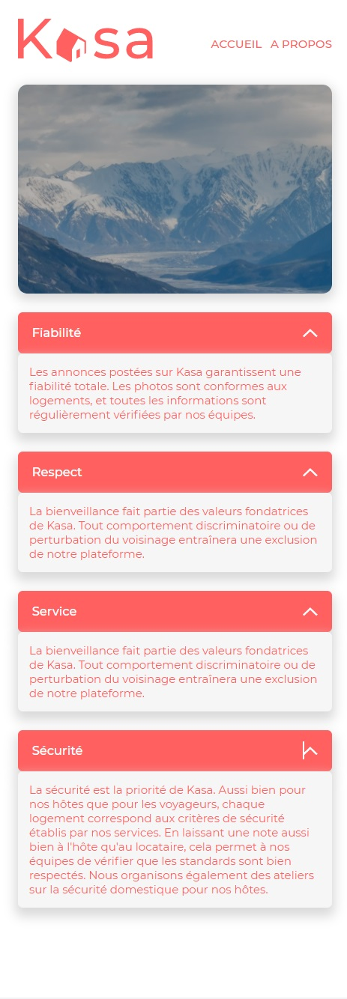 Kasa
ACCUEIL A PROPOS
Fiabilité
Les annonces postées sur Kasa garantissent une
fiabilité totale. Les photos sont conformes aux
logements, et toutes les informations sont
régulièrement vérifiées par nos équipes.
Respect
La bienveillance fait partie des valeurs fondatrices
de Kasa. Tout comportement discriminatoire ou de
perturbation du voisinage entraînera une exclusion
de notre plateforme.
Service
La bienveillance fait partie des valeurs fondatrices
de Kasa. Tout comportement discriminatoire ou de
perturbation du voisinage entraînera une exclusion
de notre plateforme.
Sécurité
La sécurité est la priorité de Kasa. Aussi bien pour
nos hôtes que pour les voyageurs, chaque
logement correspond aux critères de sécurité
établis par nos services. En laissant une note aussi
bien à l'hôte qu'au locataire, cela permet à nos
équipes de vérifier que les standards sont bien
respectés. Nous organisons également des ateliers
sur la sécurité domestique pour nos hôtes.